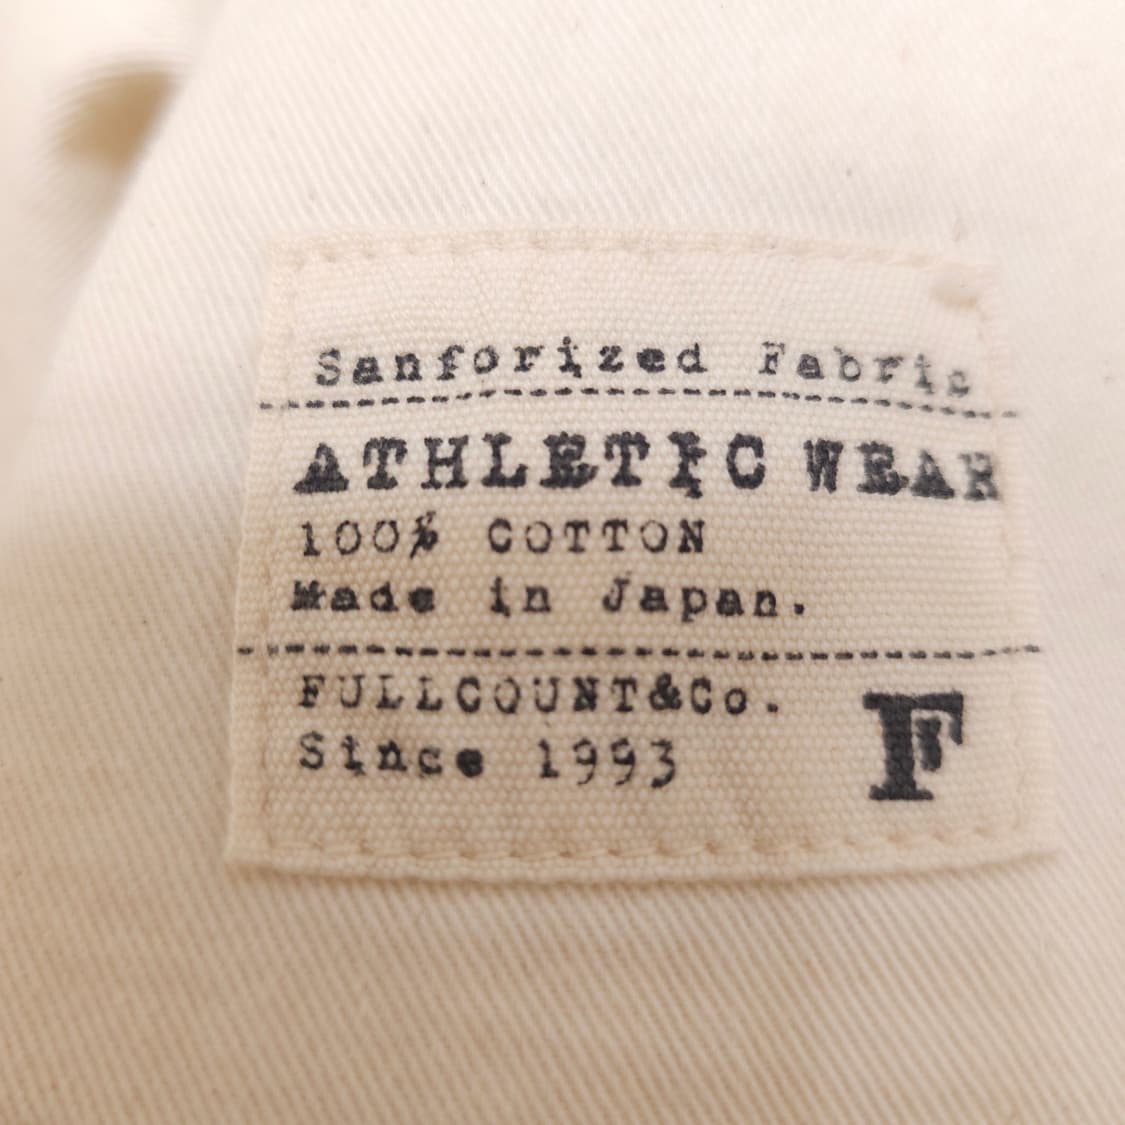 Sanforized Fabric
ATHLETIC WEAR
100% COTTON
Made in Japan.
FULLCOUNT&Co.
Since 1993
F